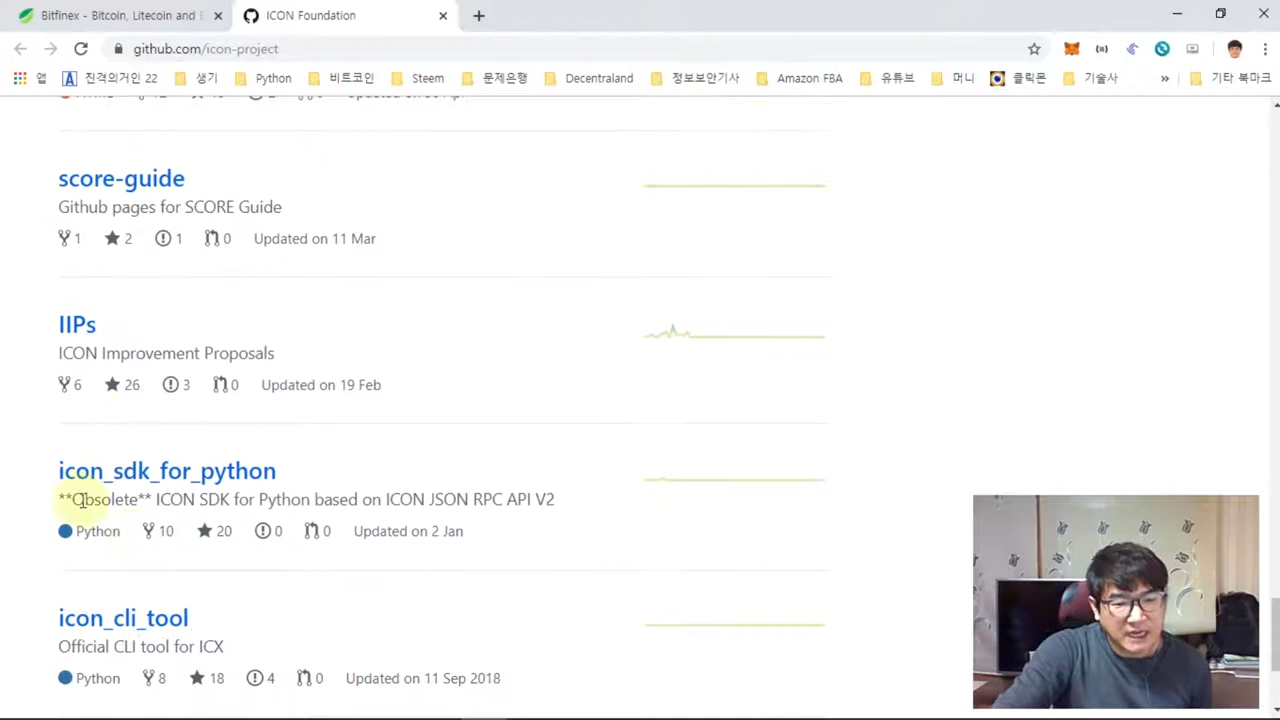 Bitfinex - Bitcoin, Litecoin and E
ICON Foundation
github.com/icon-project
앱
진격의거인 22
생기
Python
비트코인
Steem
문제은행
Decentraland
정보보안기사
Amazon FBA
유튜브
머니
클릭몬
기술사
»
기타 북마크
score-guide
Github pages for SCORE Guide
1 2 1 0 Updated on 11 Mar
IIPs
ICON Improvement Proposals
6 26 3 0 Updated on 19 Feb
icon_sdk_for_python
**Obsolete** ICON SDK for Python based on ICON JSON RPC API V2
Python 10 20 0 0 Updated on 2 Jan
icon_cli_tool
Official CLI tool for ICX
Python 8 18 4 0 Updated on 11 Sep 2018